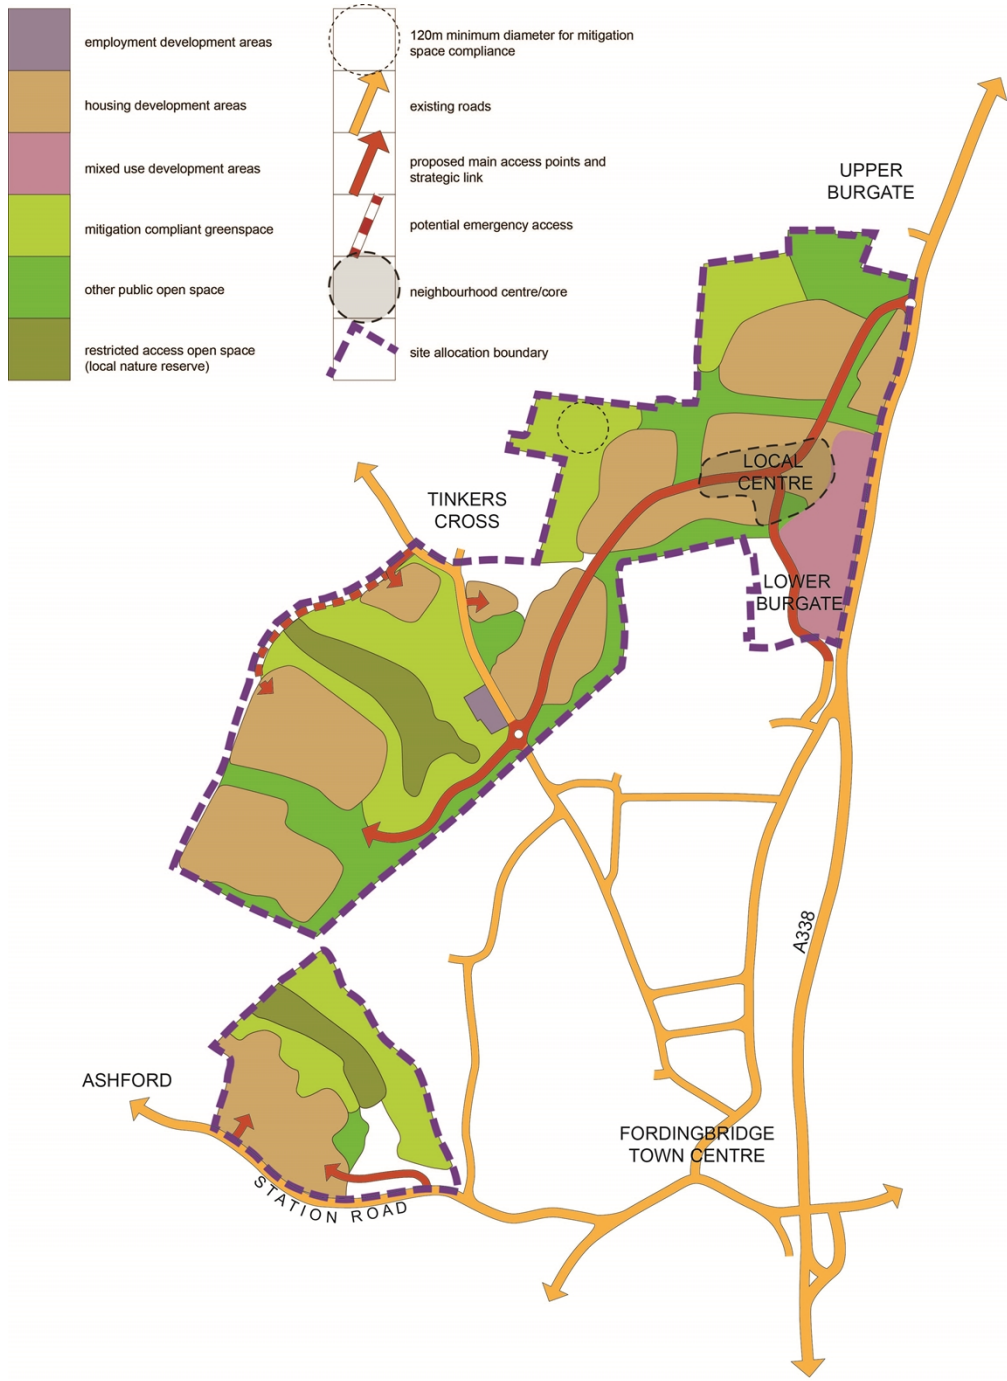 employment development areas
housing development areas
mixed use development areas
mitigation compliant greenspace
other public open space
restricted access open space
(local nature reserve)
120m minimum diameter for mitigation
space compliance
existing roads
proposed main access points and
strategic link
potential emergency access
neighbourhood centre/core
site allocation boundary
UPPER
BURGATE
LOCAL
CENTRE
TINKERS
CROSS
LOWER
BURGATE
A338
ASHFORD
FORDINGBRIDGE
TOWN CENTRE
STATION ROAD